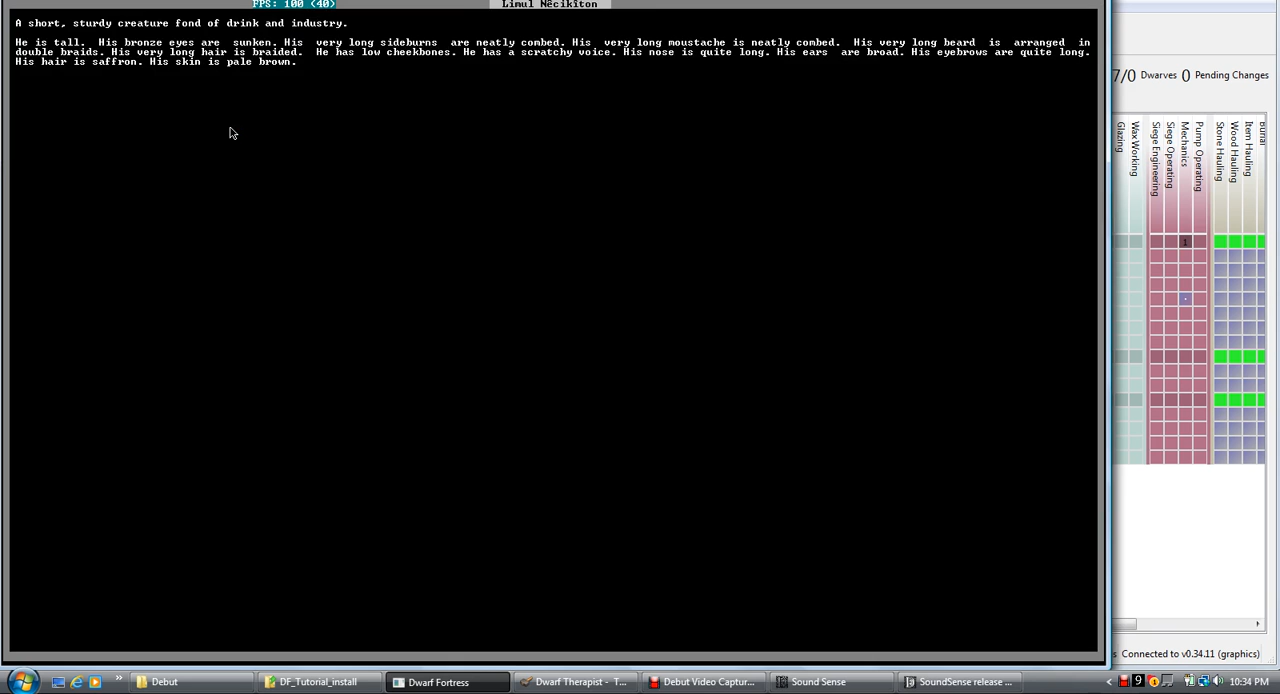 FPS: 100 (40)
Limul Nëcikîton
A short, sturdy creature fond of drink and industry.
He is tall. His bronze eyes are sunken. His very long sideburns are neatly combed. His very long moustache is neatly combed. His very long beard is arranged in
double braids. His very long hair is braided. He has low cheekbones. He has a scratchy voice. His nose is quite long. His ears are broad. His eyebrows are quite long.
His hair is saffron. His skin is pale brown.
7/0 Dwarves 0 Pending Changes
Glazing
Wax Working
Siege Engineering
Siege Operating
Mechanics
Pump Operating
Stone Hauling
Wood Hauling
Item Hauling
Burial
1
s Connected to v0.34.11 (graphics)
Debut
DF_Tutorial_install
Dwarf Fortress
Dwarf Therapist - T...
Debut Video Captur...
Sound Sense
SoundSense release ...
9
10:34 PM